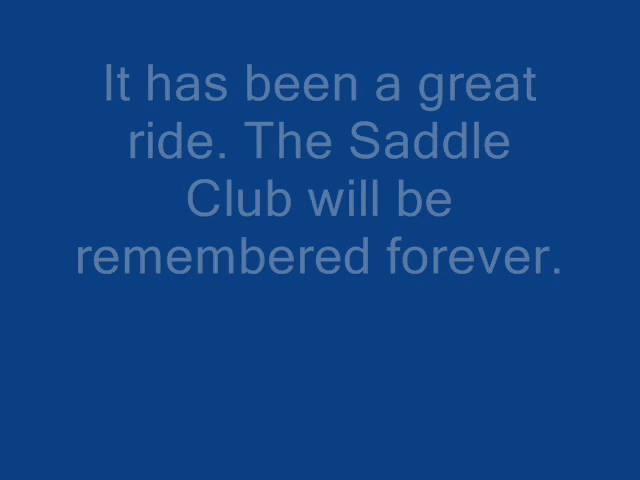 It has been a great
ride. The Saddle
Club will be
remembered forever.